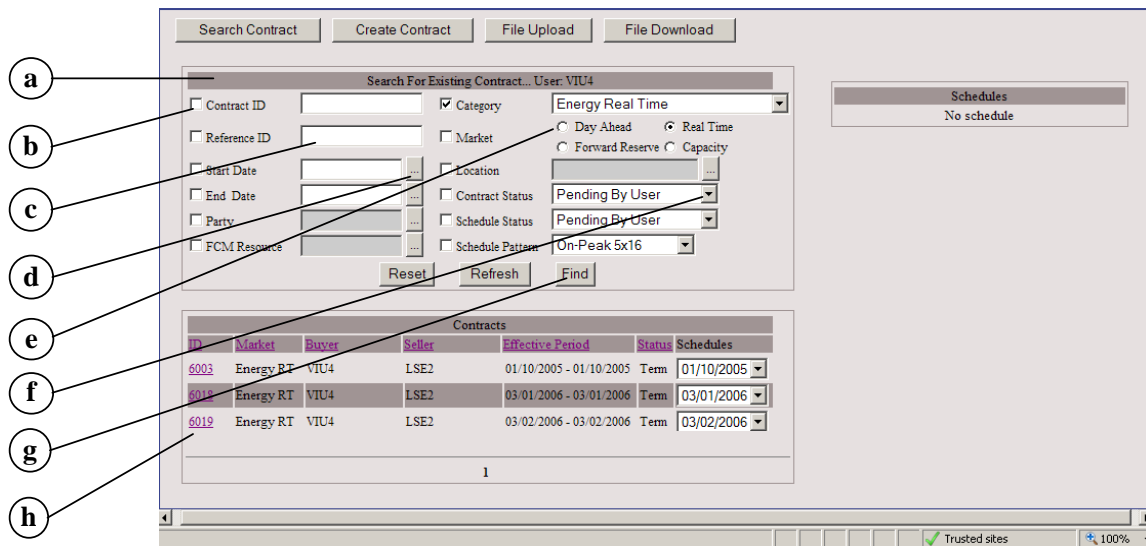 Search Contract Create Contract File Upload File Download
a
Search For Existing Contract... User: VIU4
Contract ID Category Energy Real Time
Day Ahead Real Time
b
Reference ID Market
Forward Reserve Capacity
Start Date ... Location ...
c
End Date ... Contract Status Pending By User
Party ... Schedule Status Pending By User
FCM Resource ... Schedule Pattern On-Peak 5x16
d
Reset Refresh Find
Schedules
No schedule
e
Contracts
ID Market Buyer Seller Effective Period Status Schedules
6003 Energy RT VIU4 LSE2 01/10/2005 - 01/10/2005 Term 01/10/2005
f
6018 Energy RT VIU4 LSE2 03/01/2006 - 03/01/2006 Term 03/01/2006
6019 Energy RT VIU4 LSE2 03/02/2006 - 03/02/2006 Term 03/02/2006
g
1
h
Trusted sites 100%